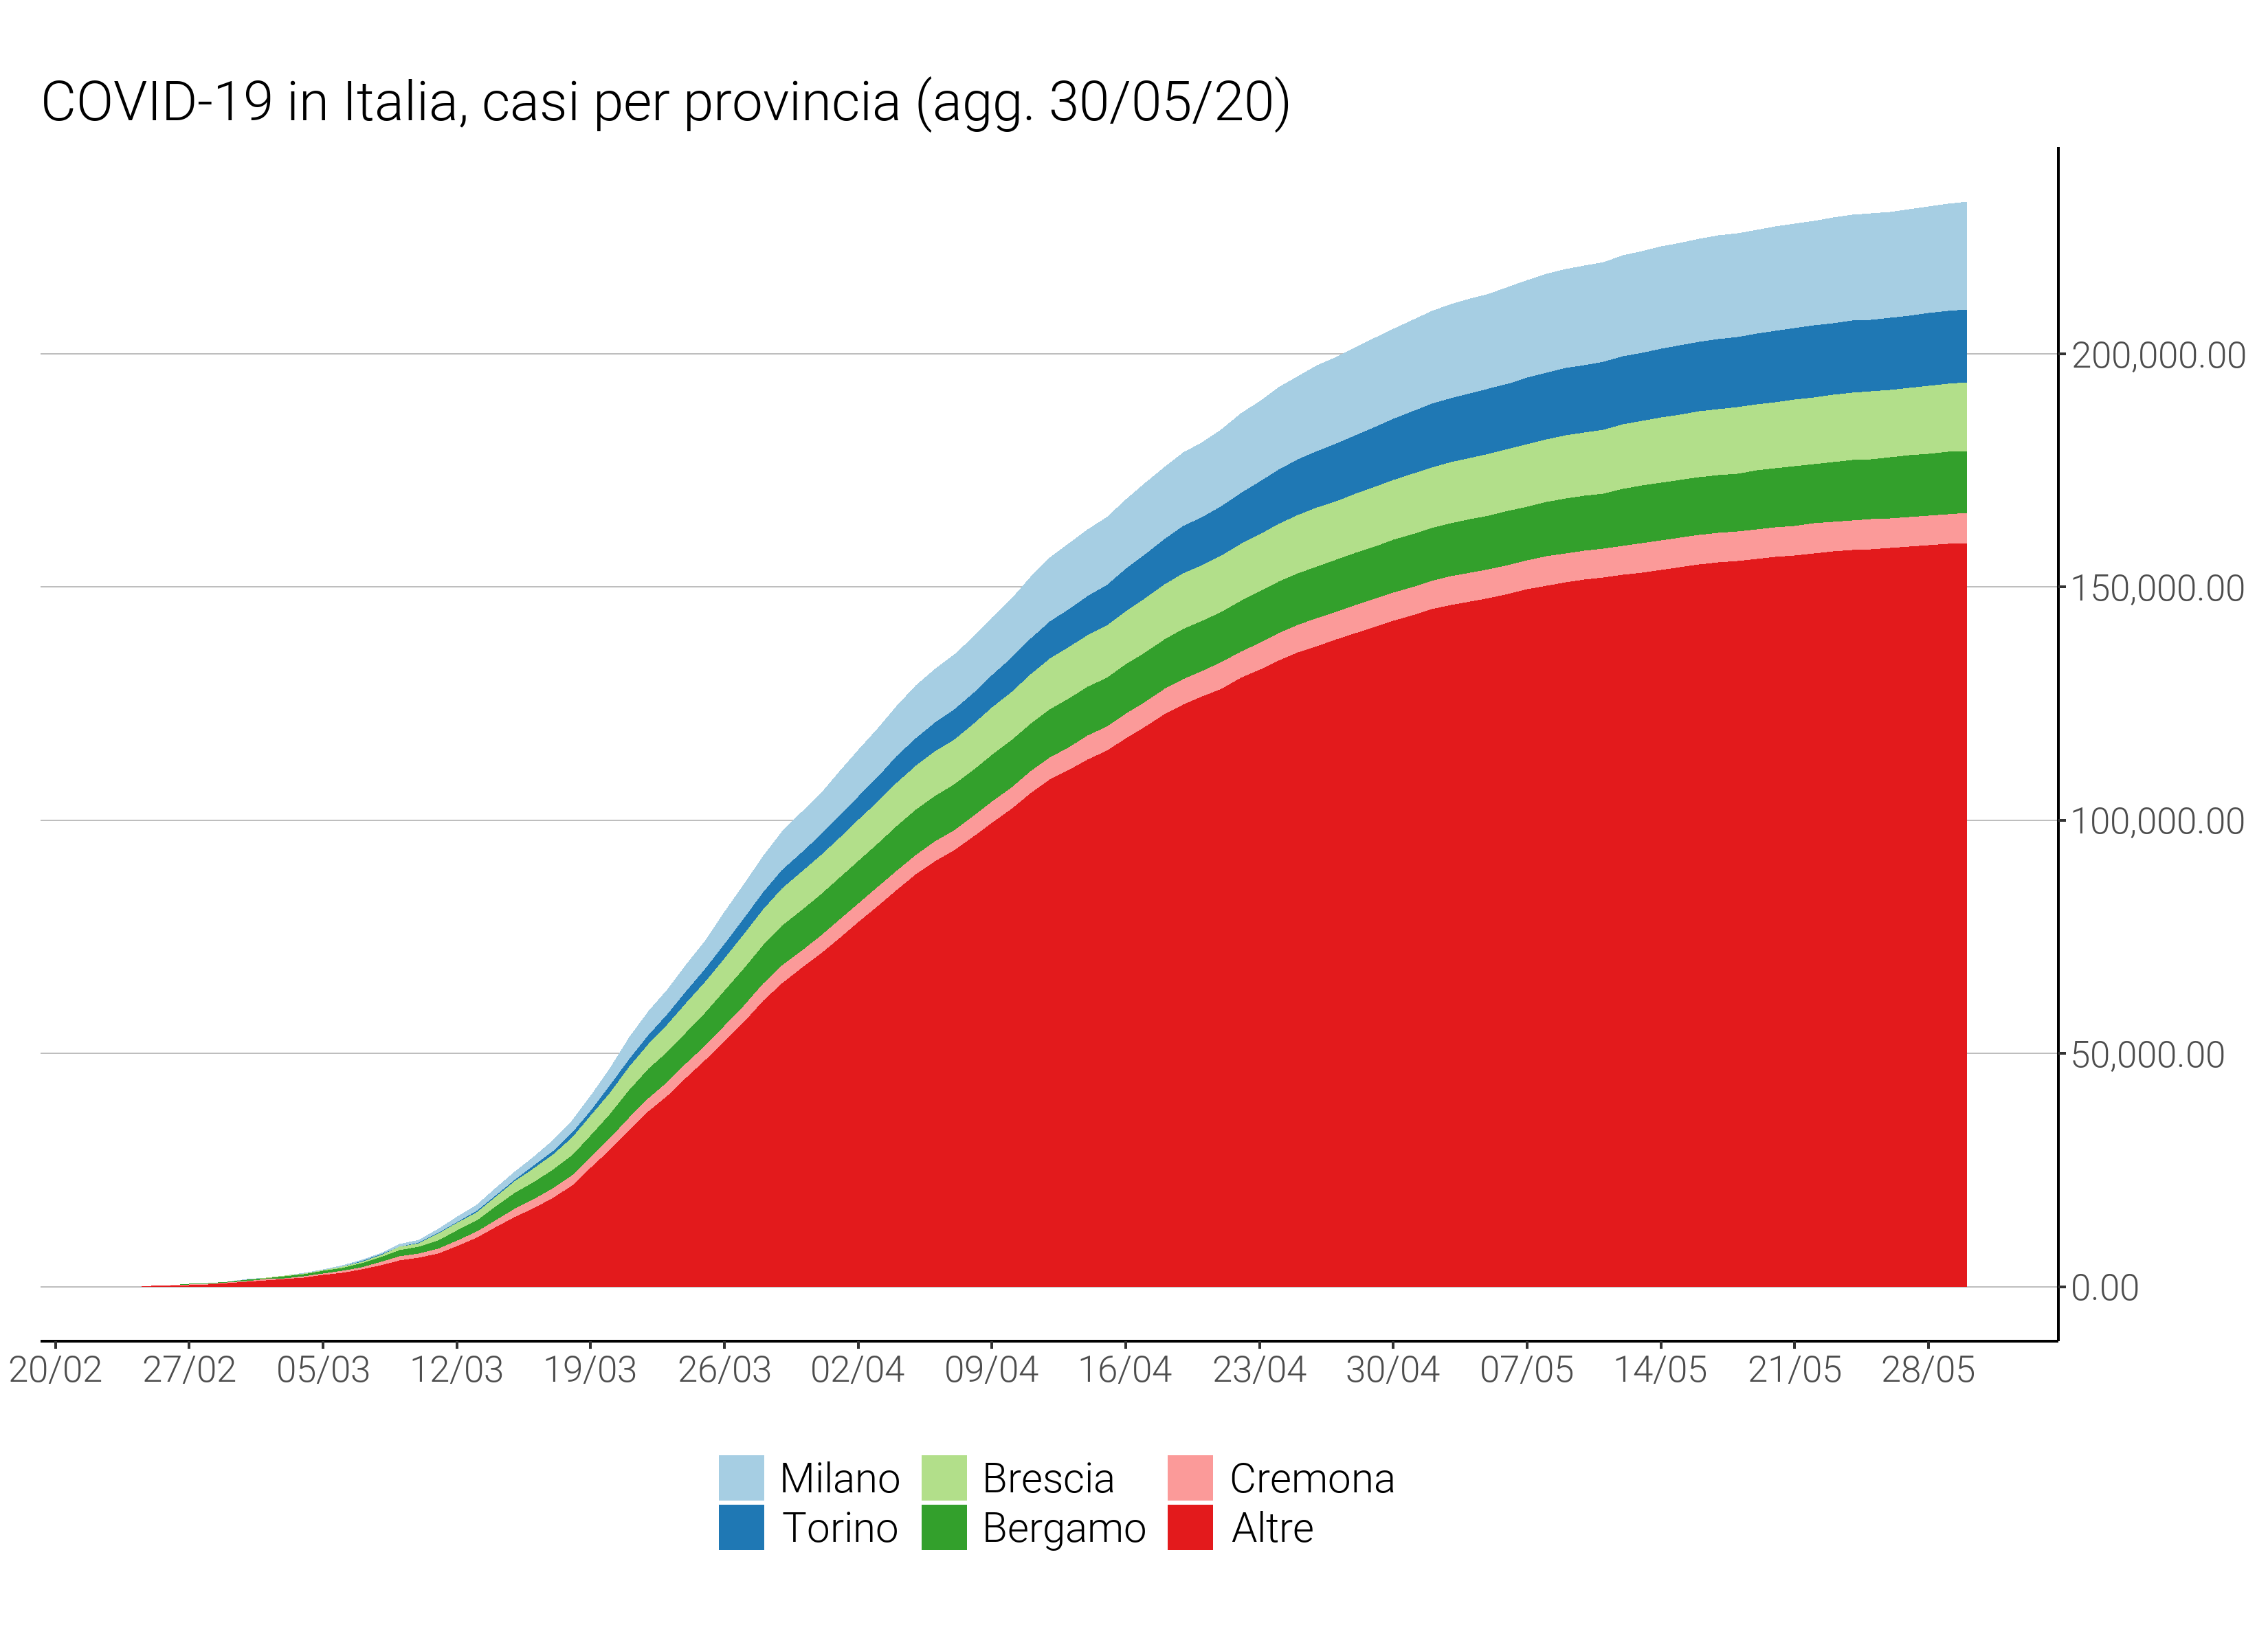 COVID-19 in Italia, casi per provincia (agg. 30/05/20)
200,000.00
150,000.00
100,000.00
50,000.00
0.00
20/02 27/02 05/03 12/03 19/03 26/03 02/04 09/04 16/04 23/04 30/04 07/05 14/05 21/05 28/05
Milano Brescia Cremona
Torino Bergamo Altre